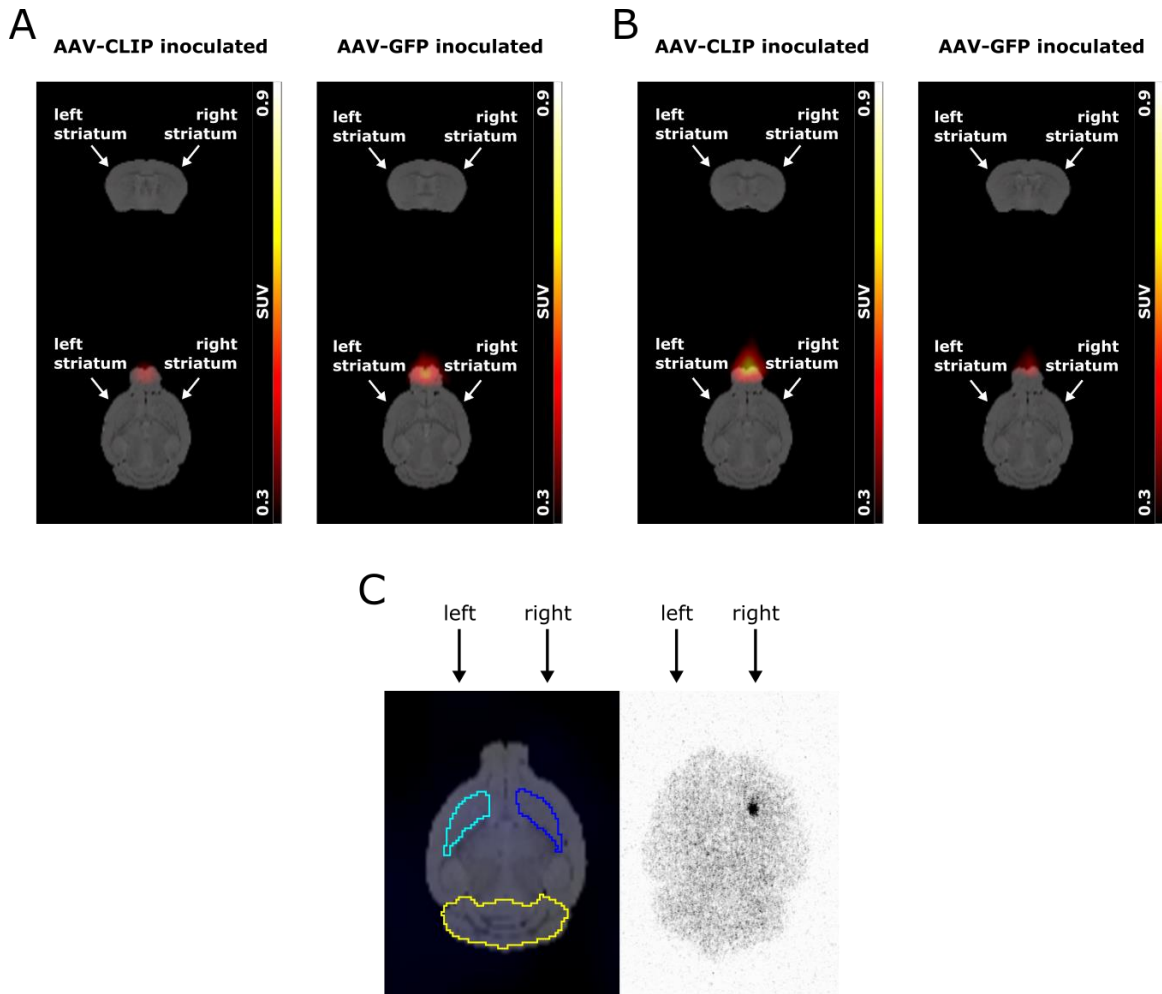 A
AAV-CLIP inoculated
AAV-GFP inoculated
left
striatum
right
striatum
left
striatum
right
striatum
left
striatum
right
striatum
left
striatum
right
striatum
0.9
SUV
0.3
0.9
SUV
0.3
B
AAV-CLIP inoculated
AAV-GFP inoculated
left
striatum
right
striatum
left
striatum
right
striatum
left
striatum
right
striatum
left
striatum
right
striatum
0.9
SUV
0.3
0.9
SUV
0.3
C
left
right
left
right